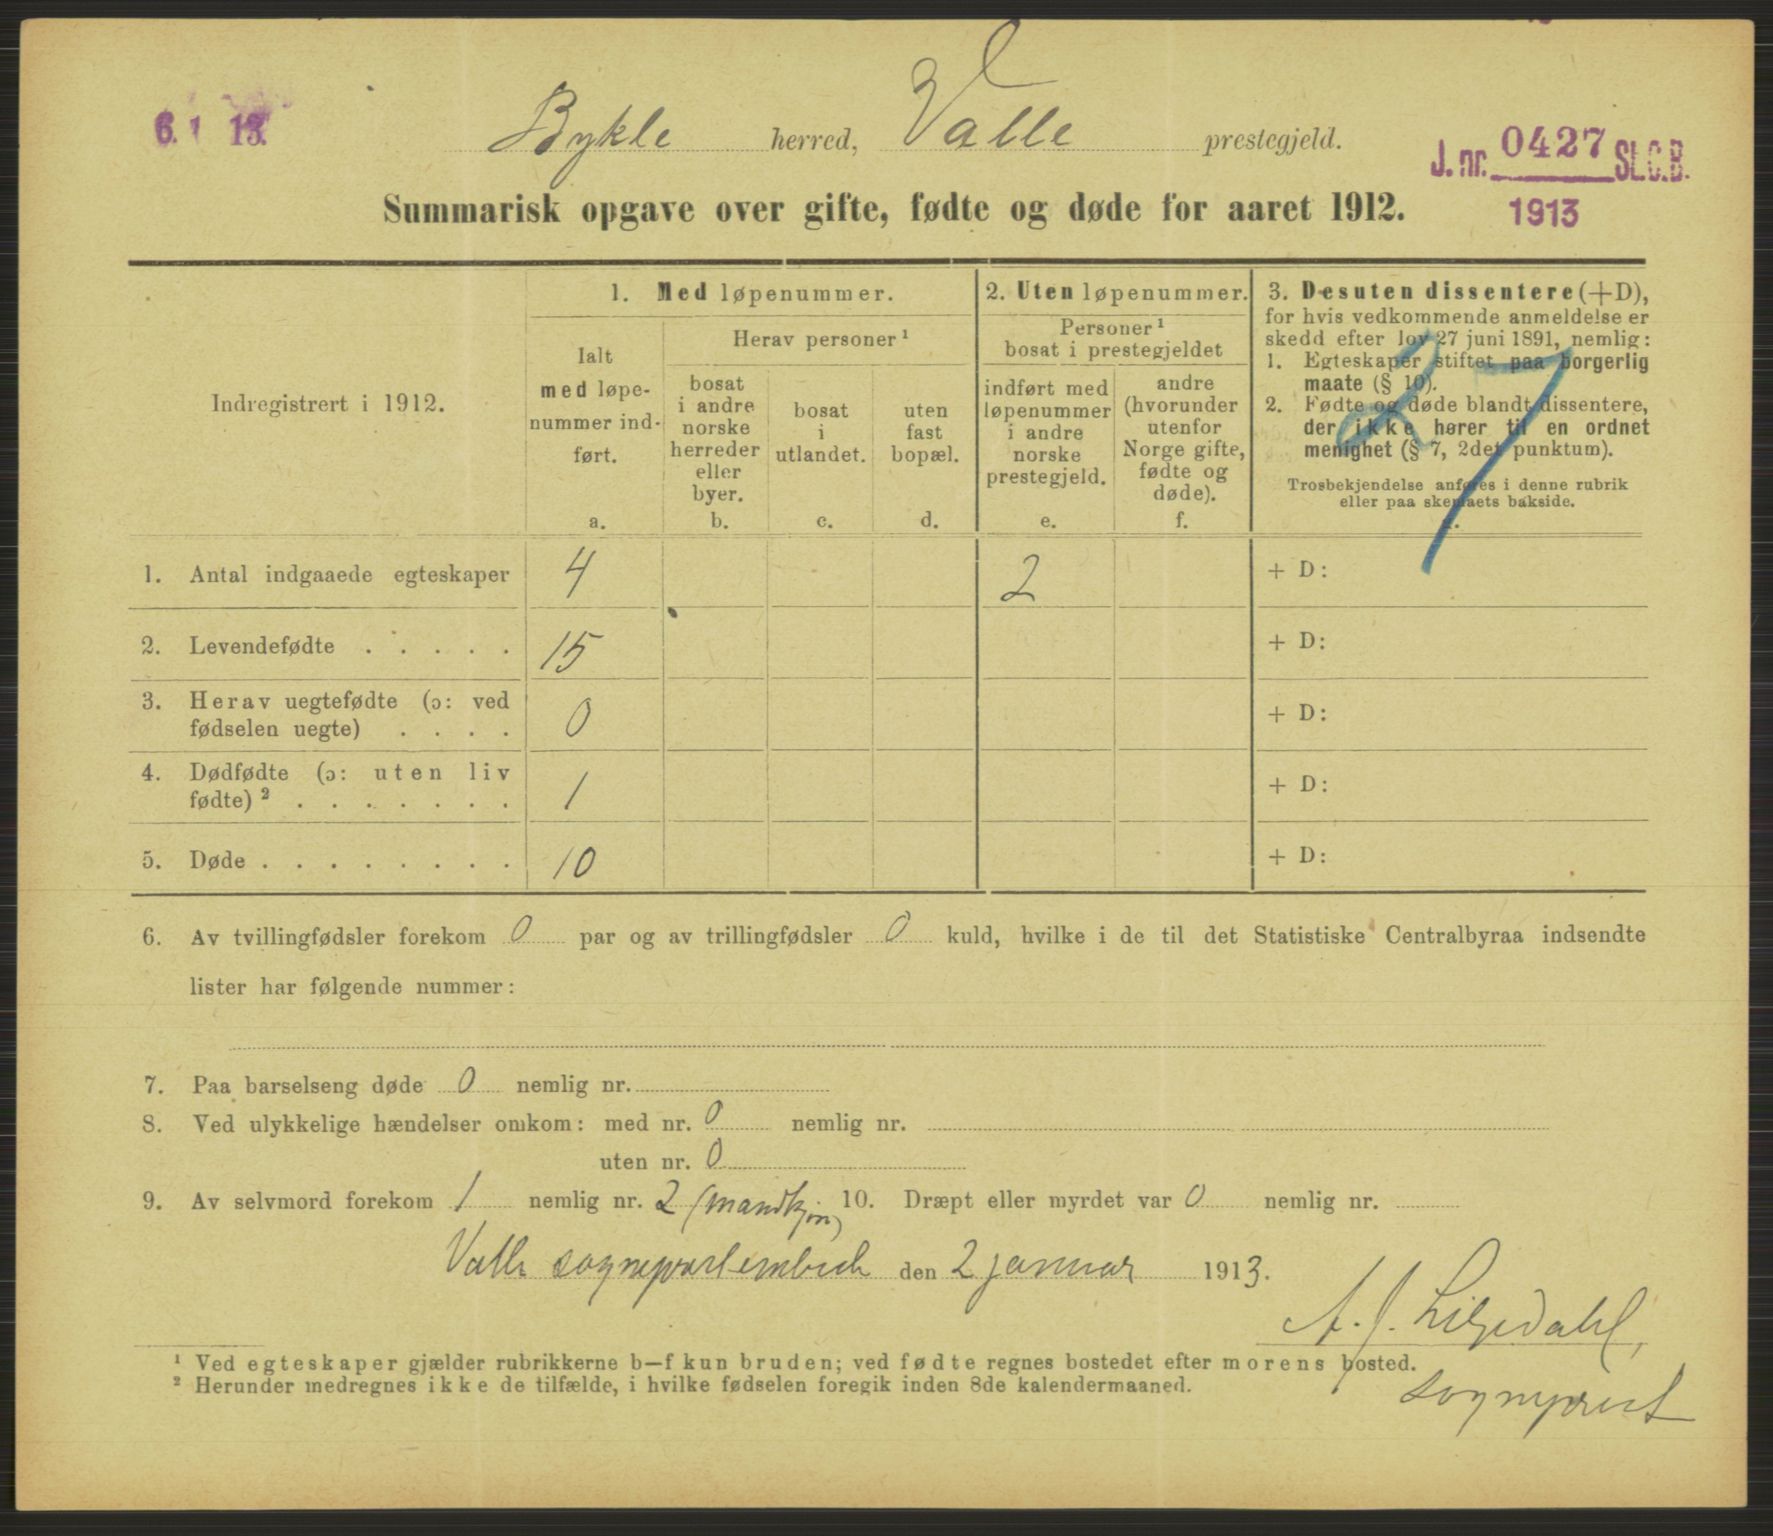 6. 1 13.
Bykle herred, Valle prestegjeld.
J. nr. 0427 St.C.B.
1913
Summarisk opgave over gifte, fødte og døde for aaret 1912.
Indregistrert i 1912.
1. Med løpenummer.
Ialt
med løpe-
nummer ind-
ført.
a.
Herav personer ¹
bosat
i andre
norske
herreder
eller
byer.
b.
bosat
i
utlandet.
c.
uten
fast
bopæl.
d.
2. Uten løpenummer.
Personer ¹
bosat i prestegjeldet
indført med
løpenummer
i andre
norske
prestegjeld.
e.
andre
(hvorunder
utenfor
Norge gifte,
fødte og
døde).
f.
3. Desuten dissentere (+D),
for hvis vedkommende anmeldelse er
skedd efter lov 27 juni 1891, nemlig:
1. Egteskaper stiftet paa borgerlig
maate (§ 10).
2. Fødte og døde blandt dissentere,
der ikke hører til en ordnet
menighet (§ 7, 2det punktum).
Trosbekjendelse anføres i denne rubrik
eller paa skemaets bakside.
27
1. Antal indgaaede egteskaper 4 2 + D:
2. Levendefødte . . . . . 15 + D:
3. Herav uegtefødte (ɔ: ved
fødselen uegte) . . . . 0 + D:
4. Dødfødte (ɔ: uten liv
fødte) ² . . . . . . . 1 + D:
5. Døde . . . . . . . . 10 + D:
6. Av tvillingfødsler forekom 0 par og av trillingfødsler 0 kuld, hvilke i de til det Statistiske Centralbyraa indsendte
lister har følgende nummer:
7. Paa barselseng døde 0 nemlig nr.
8. Ved ulykkelige hændelser omkom: med nr. 0 nemlig nr.
uten nr. 0
9. Av selvmord forekom 1 nemlig nr. 2 (mandkjøn) 10. Dræpt eller myrdet var 0 nemlig nr.
Valle sogneprestembede den 2 januar 1913.
A. J. Liljedahl,
sogneprest
¹ Ved egteskaper gjælder rubrikkerne b—f kun bruden; ved fødte regnes bostedet efter morens bosted.
² Herunder medregnes ikke de tilfælde, i hvilke fødselen foregik inden 8de kalendermaaned.